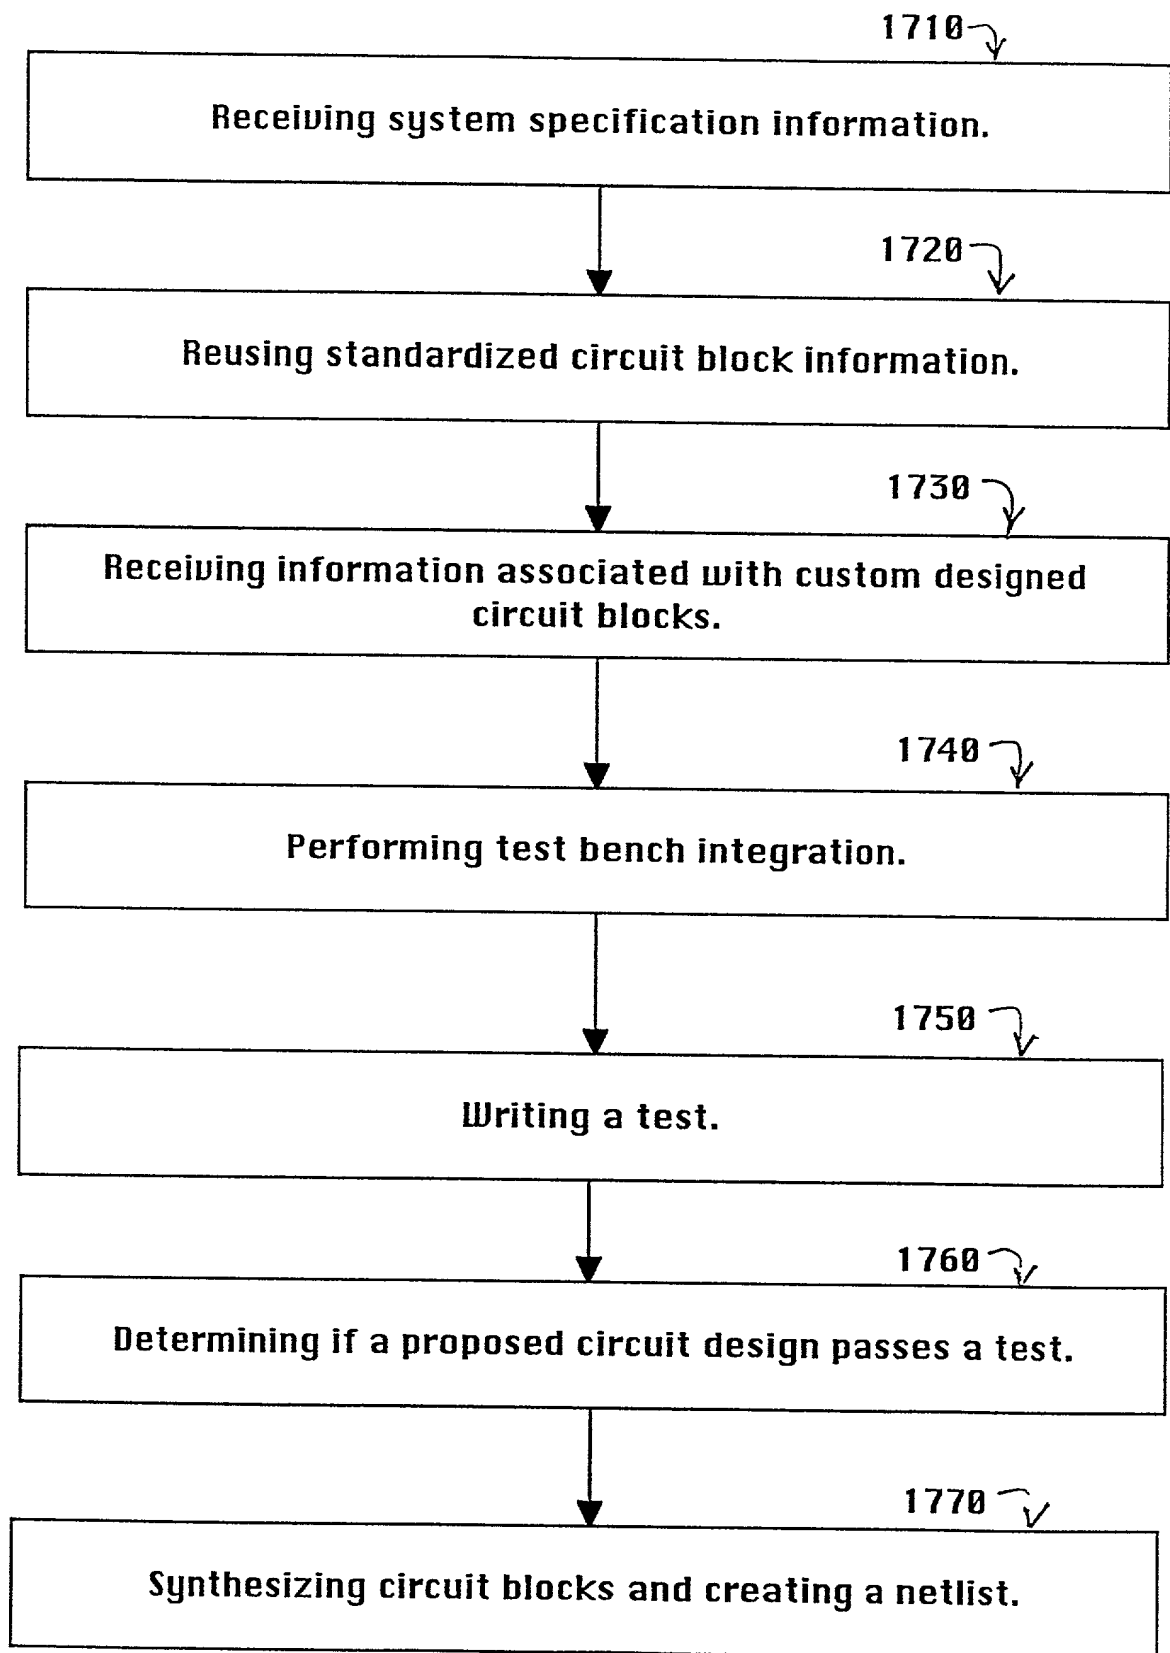 1710
Receiving system specification information.
1720
Reusing standardized circuit block information.
1730
Receiving information associated with custom designed
circuit blocks.
1740
Performing test bench integration.
1750
Writing a test.
1760
Determining if a proposed circuit design passes a test.
1770
Synthesizing circuit blocks and creating a netlist.